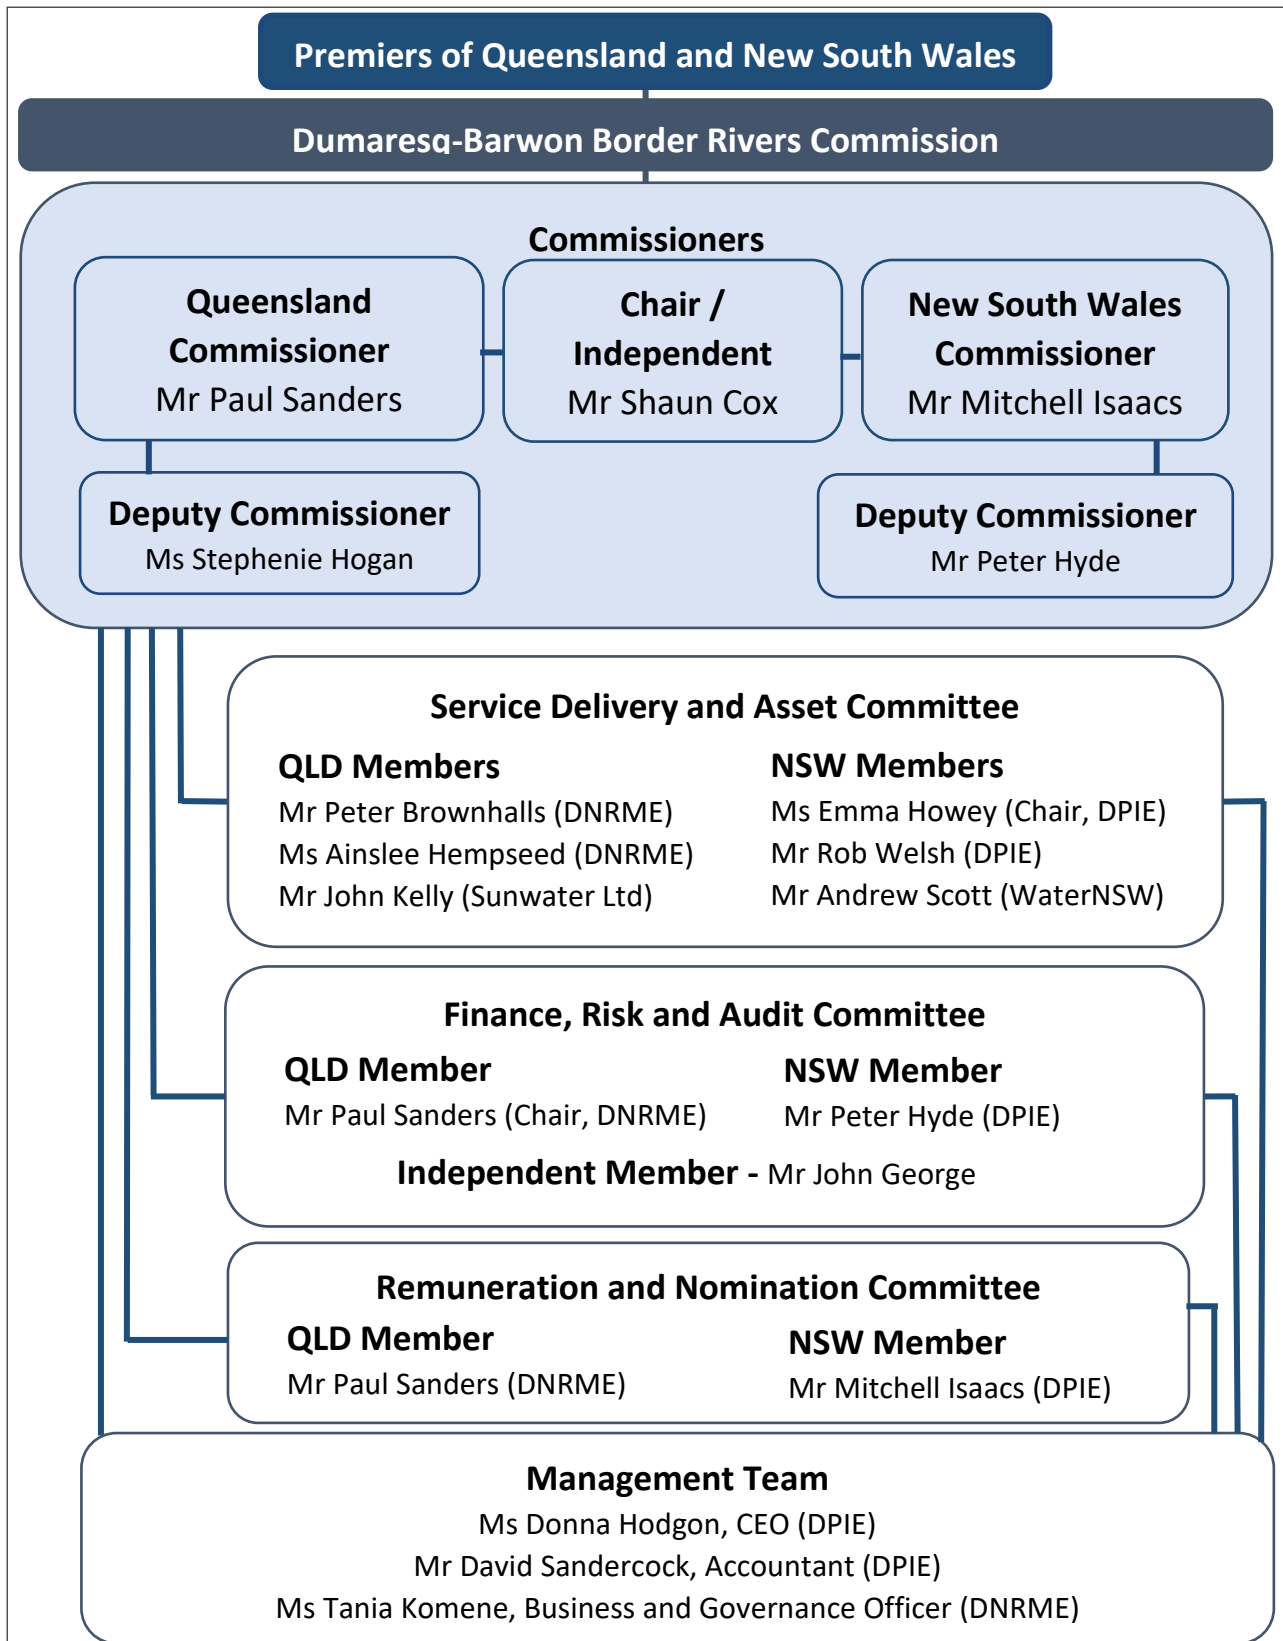 Premiers of Queensland and New South Wales
Dumaresq-Barwon Border Rivers Commission
Commissioners
Queensland
Commissioner
Mr Paul Sanders
Chair /
Independent
Mr Shaun Cox
New South Wales
Commissioner
Mr Mitchell Isaacs
Deputy Commissioner
Ms Stephenie Hogan
Deputy Commissioner
Mr Peter Hyde
Service Delivery and Asset Committee
QLD Members
Mr Peter Brownhalls (DNRME)
Ms Ainslee Hempseed (DNRME)
Mr John Kelly (Sunwater Ltd)
NSW Members
Ms Emma Howey (Chair, DPIE)
Mr Rob Welsh (DPIE)
Mr Andrew Scott (WaterNSW)
Finance, Risk and Audit Committee
QLD Member
Mr Paul Sanders (Chair, DNRME)
NSW Member
Mr Peter Hyde (DPIE)
Independent Member - Mr John George
Remuneration and Nomination Committee
QLD Member
Mr Paul Sanders (DNRME)
NSW Member
Mr Mitchell Isaacs (DPIE)
Management Team
Ms Donna Hodgon, CEO (DPIE)
Mr David Sandercock, Accountant (DPIE)
Ms Tania Komene, Business and Governance Officer (DNRME)